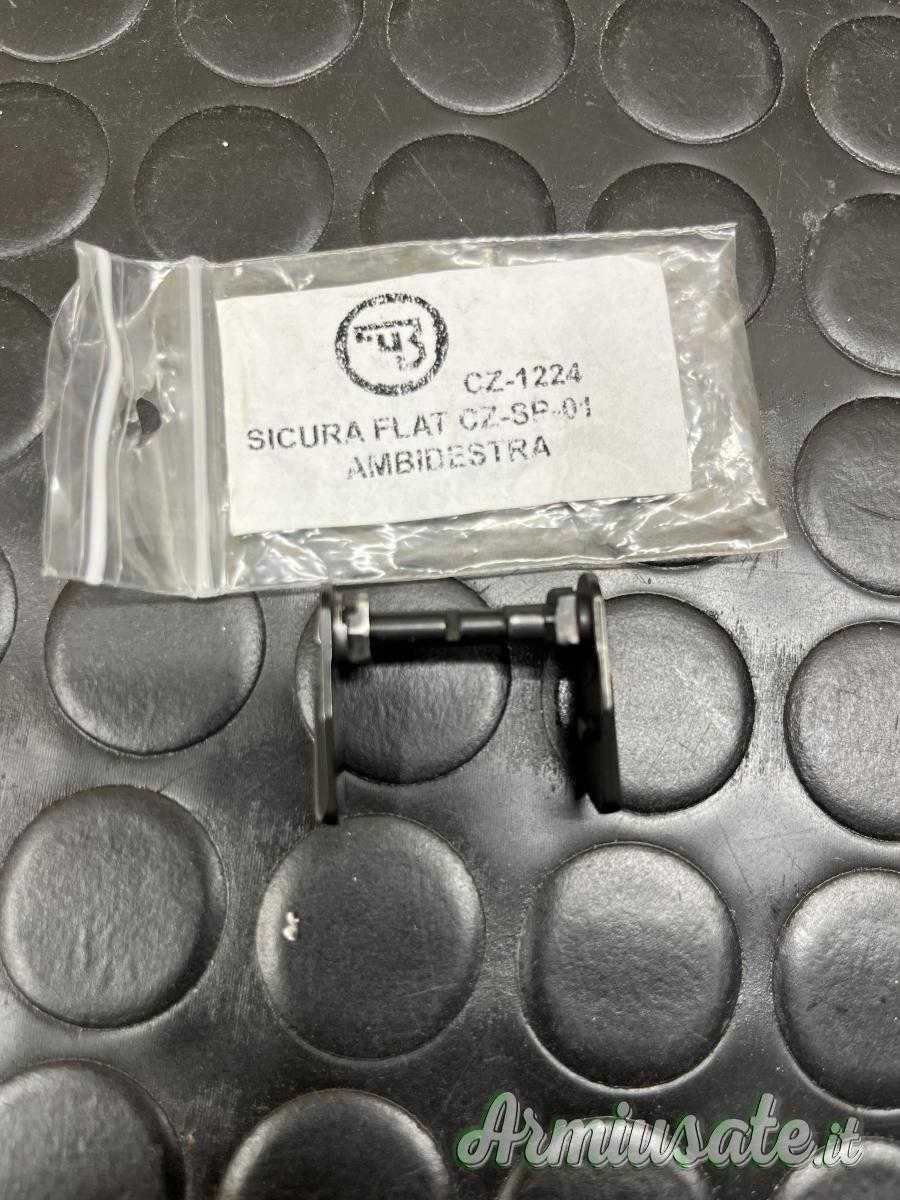 CZ-1224
SICURA FLAT CZ-SP-01
AMBIDESTRA
Armiusate.it